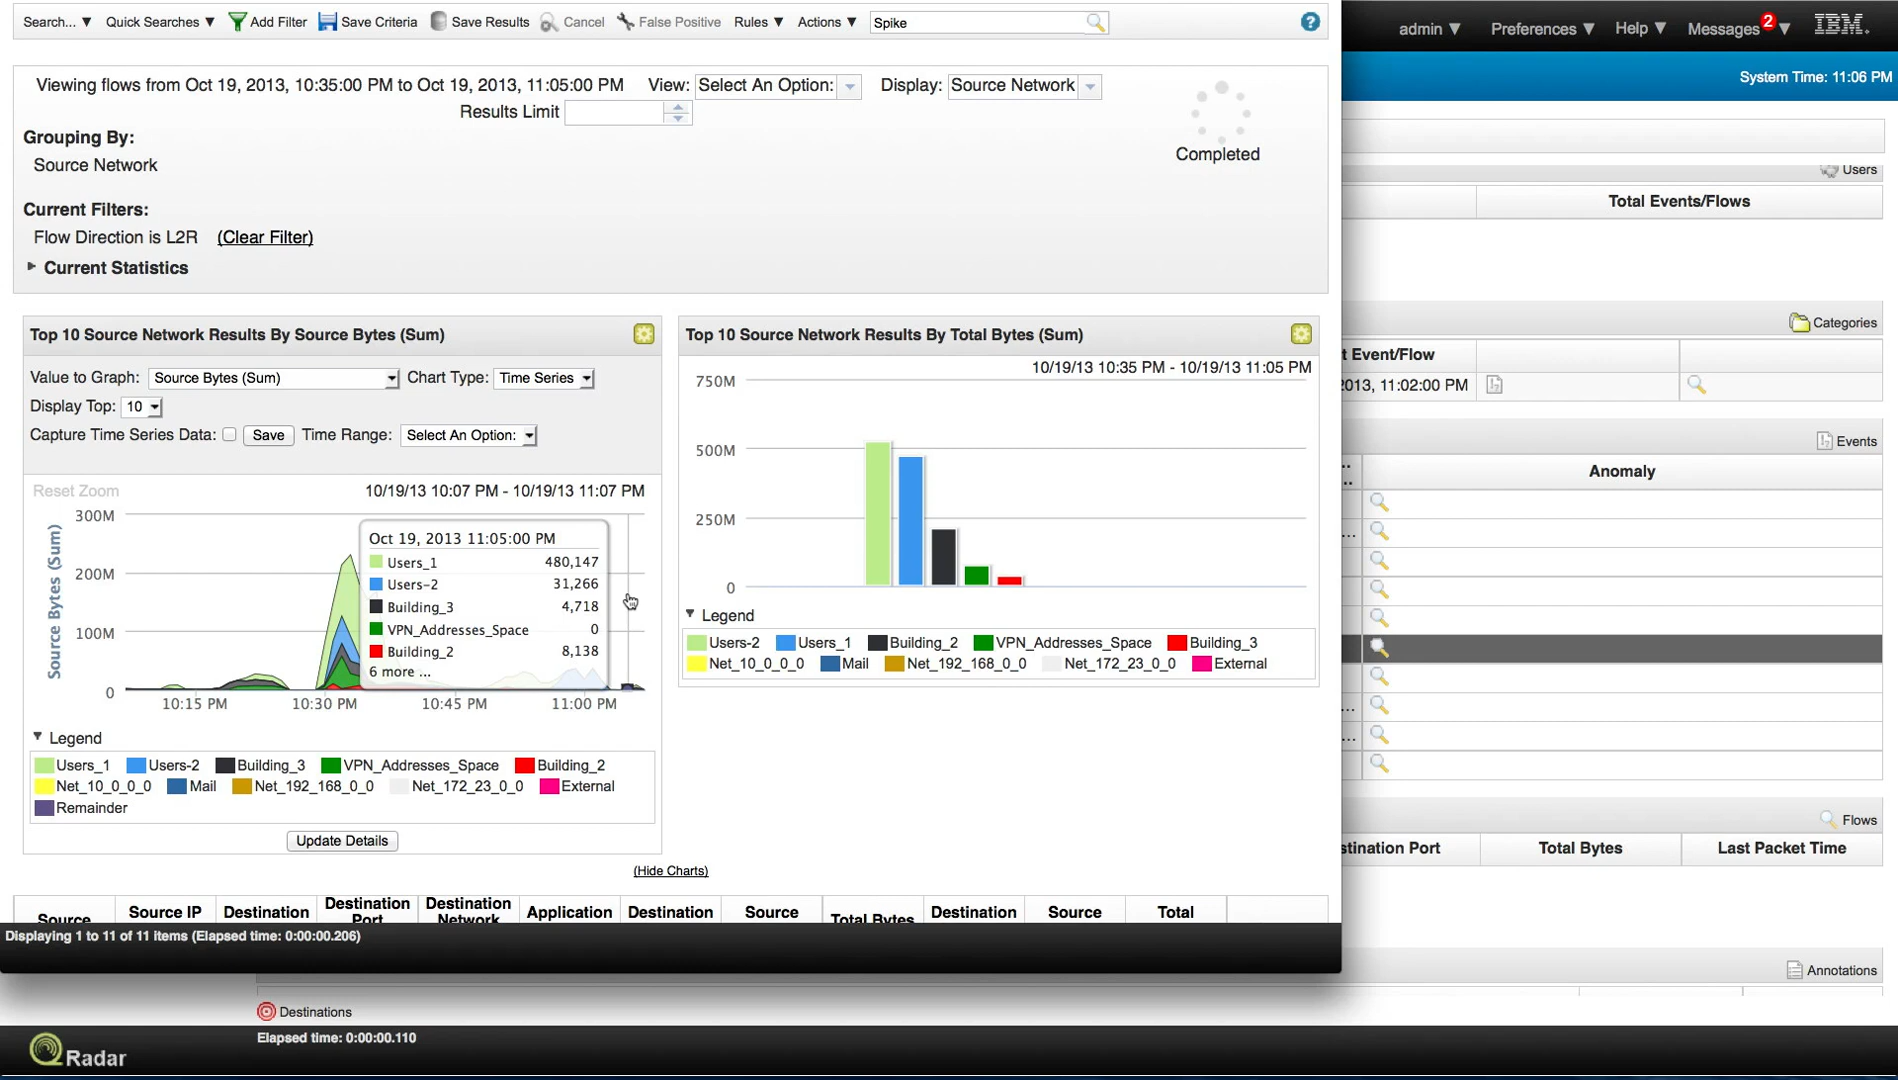 Search... ▼ Quick Searches ▼ Add Filter Save Criteria Save Results Cancel False Positive Rules ▼ Actions ▼ Spike
admin ▼ Preferences ▼ Help ▼ Messages 2 ▼ IBM.
System Time: 11:06 PM
Viewing flows from Oct 19, 2013, 10:35:00 PM to Oct 19, 2013, 11:05:00 PM View: Select An Option: Display: Source Network
Results Limit
Completed
Grouping By:
Source Network
Current Filters:
Flow Direction is L2R (Clear Filter)
Current Statistics
Users
Total Events/Flows
Categories
t Event/Flow
2013, 11:02:00 PM
Events
Anomaly
Top 10 Source Network Results By Source Bytes (Sum)
Value to Graph: Source Bytes (Sum) Chart Type: Time Series
Display Top: 10
Capture Time Series Data: Save Time Range: Select An Option:
Reset Zoom 10/19/13 10:07 PM - 10/19/13 11:07 PM
Source Bytes (Sum)
300M
200M
100M
0
10:15 PM 10:30 PM 10:45 PM 11:00 PM
Oct 19, 2013 11:05:00 PM
Users_1 480,147
Users-2 31,266
Building_3 4,718
VPN_Addresses_Space 0
Building_2 8,138
6 more ...
Legend
Users_1 Users-2 Building_3 VPN_Addresses_Space Building_2
Net_10_0_0_0 Mail Net_192_168_0_0 Net_172_23_0_0 External
Remainder
Update Details
Top 10 Source Network Results By Total Bytes (Sum)
10/19/13 10:35 PM - 10/19/13 11:05 PM
750M
500M
250M
0
Legend
Users-2 Users_1 Building_2 VPN_Addresses_Space Building_3
Net_10_0_0_0 Mail Net_192_168_0_0 Net_172_23_0_0 External
(Hide Charts)
Source Source IP Destination Destination Port Destination Network Application Destination Source Total Bytes Destination Source Total
Displaying 1 to 11 of 11 items (Elapsed time: 0:00:00.206)
Flows
stination Port Total Bytes Last Packet Time
Annotations
Destinations
Elapsed time: 0:00:00.110
QRadar